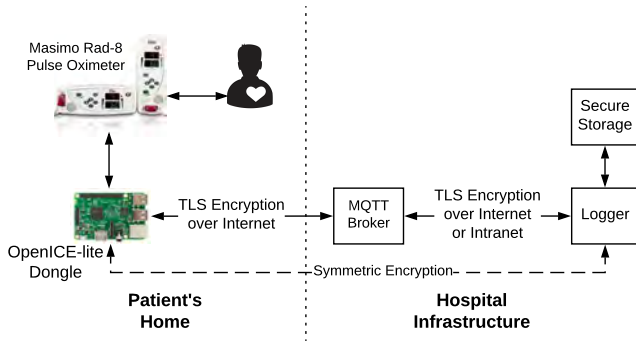 Masimo Rad-8
Pulse Oximeter
Secure
Storage
TLS Encryption
over Internet
MQTT
Broker
TLS Encryption
over Internet
or Intranet
Logger
OpenICE-lite
Dongle
Symmetric Encryption
Patient's
Home
Hospital
Infrastructure